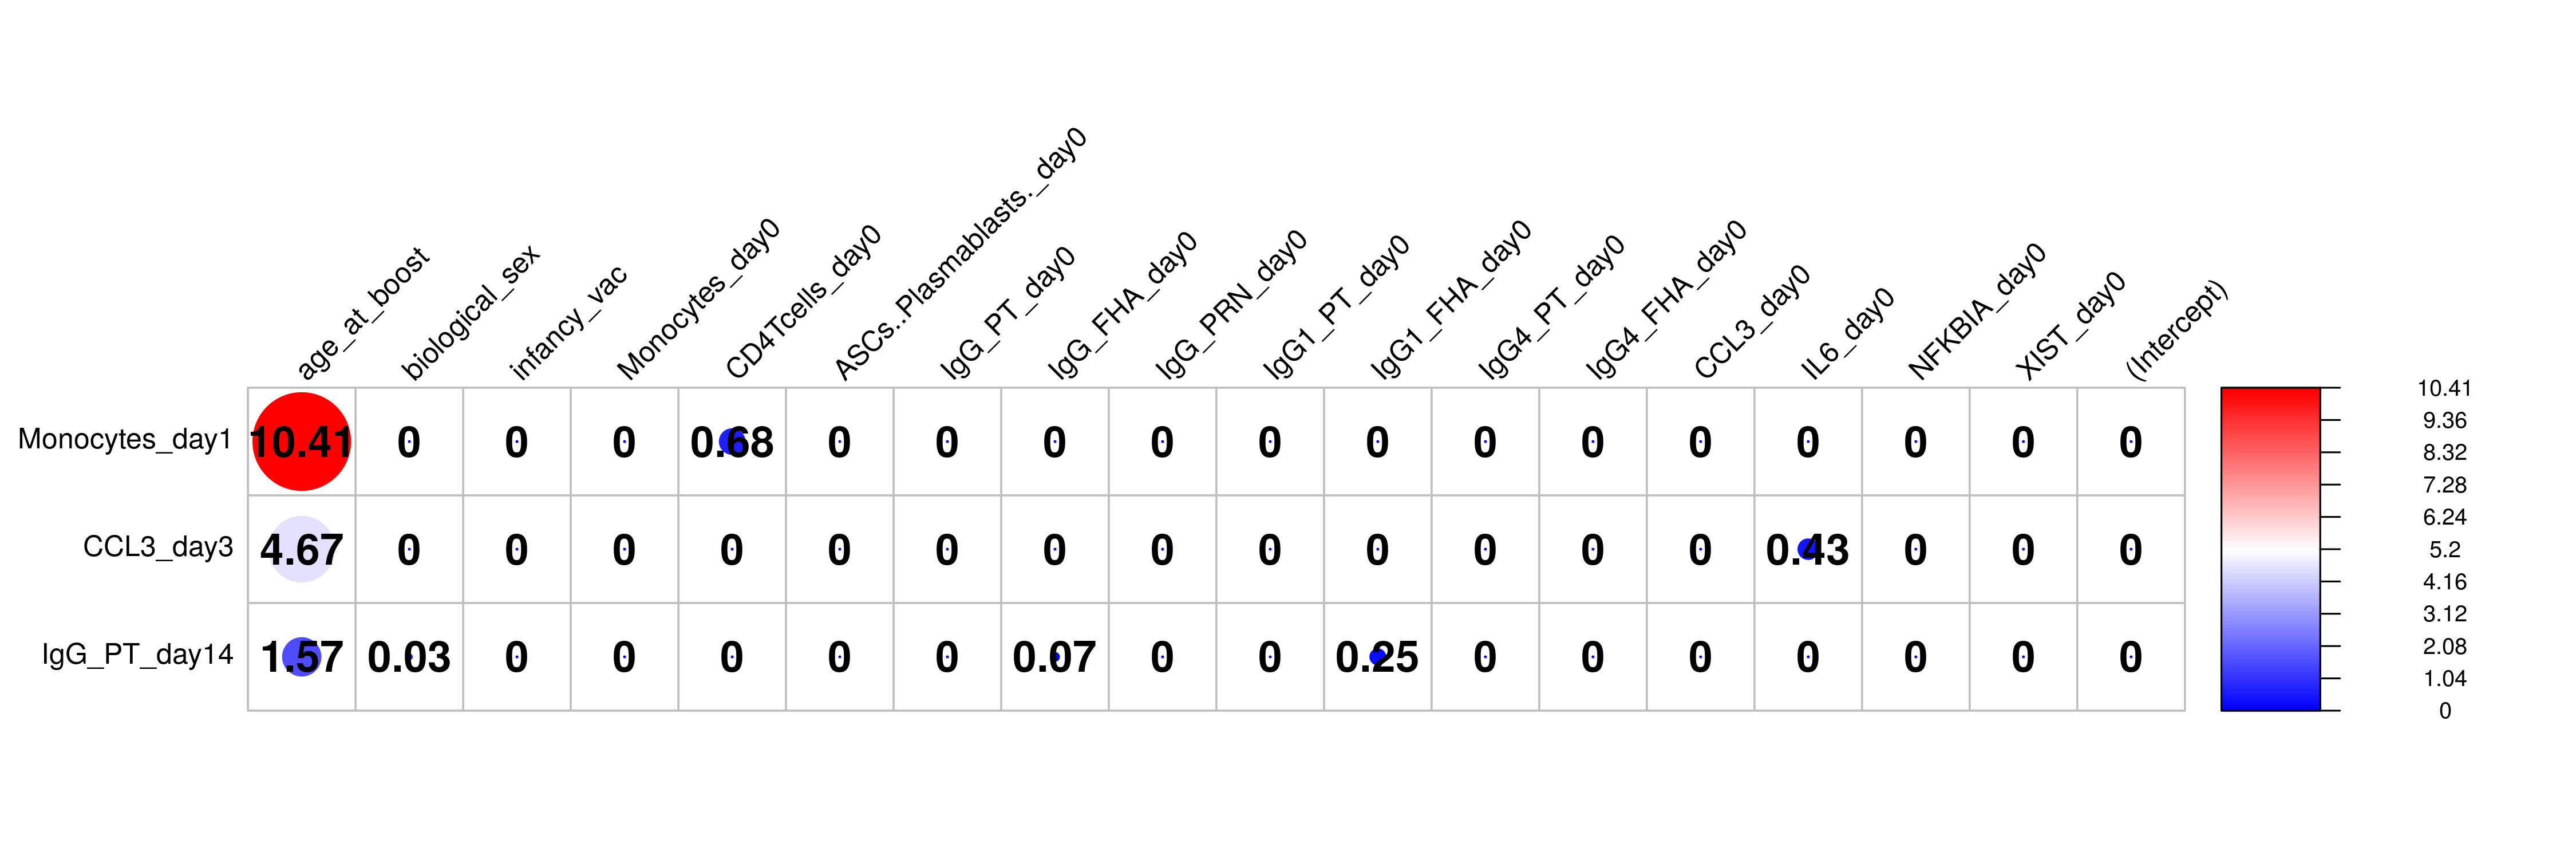 age_at_boost
biological_sex
infancy_vac
Monocytes_day0
CD4Tcells_day0
ASCs..Plasmablasts._day0
IgG_PT_day0
IgG_FHA_day0
IgG_PRN_day0
IgG1_PT_day0
IgG1_FHA_day0
IgG4_PT_day0
IgG4_FHA_day0
CCL3_day0
IL6_day0
NFKBIA_day0
XIST_day0
(Intercept)
Monocytes_day1 10.41 0 0 0 0.68 0 0 0 0 0 0 0 0 0 0 0 0 0
CCL3_day3 4.67 0 0 0 0 0 0 0 0 0 0 0 0 0 0.43 0 0 0
IgG_PT_day14 1.57 0.03 0 0 0 0 0 0.07 0 0 0.25 0 0 0 0 0 0 0
10.41
9.36
8.32
7.28
6.24
5.2
4.16
3.12
2.08
1.04
0